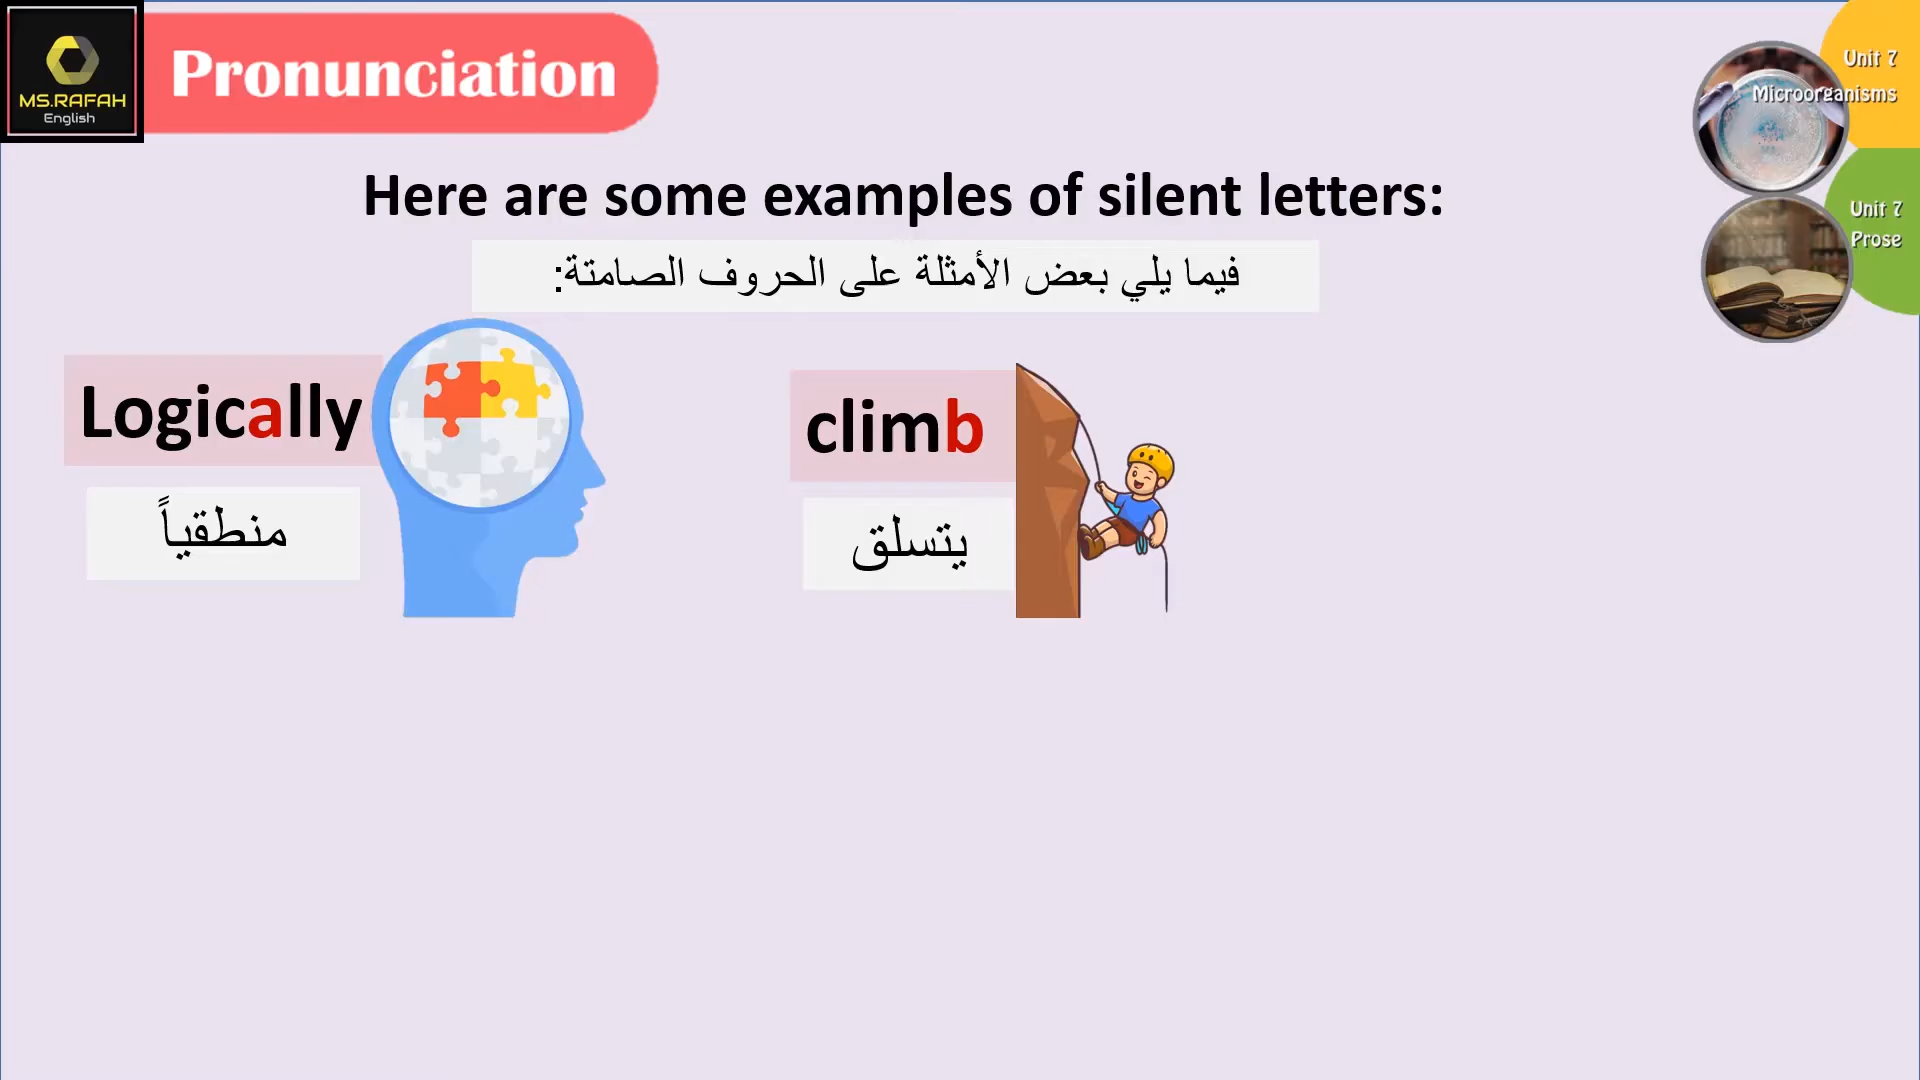 MS.RAFAH
English
Pronunciation
Unit 7
Microorganisms
Unit 7
Prose
Here are some examples of silent letters:
فيما يلي بعض الأمثلة على الحروف الصامتة:
Logically
منطقياً
climb
يتسلق